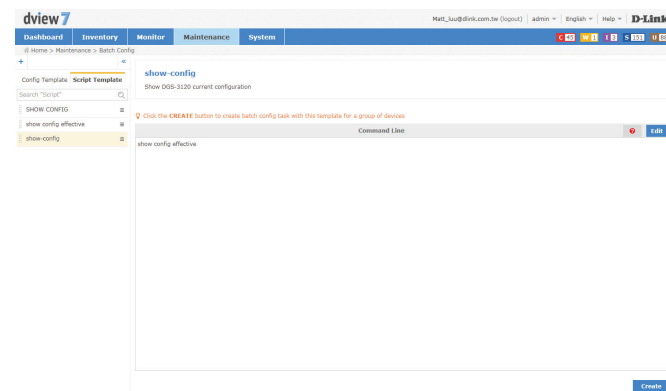 dview 7
Matt_luu@dlink.com.tw (logout) admin English Help D-Link
Dashboard Inventory Monitor Maintenance System C 45 W 1 I 3 S 151 U
Home > Maintenance > Batch Config
+ «
Config Template Script Template
Search "Script"
SHOW CONFIG
show config effective
show-config
show-config
Show DGS-3120 current configuration
Click the CREATE button to create batch config task with this template for a group of devices
Command Line ? Edit
show config effective
Create